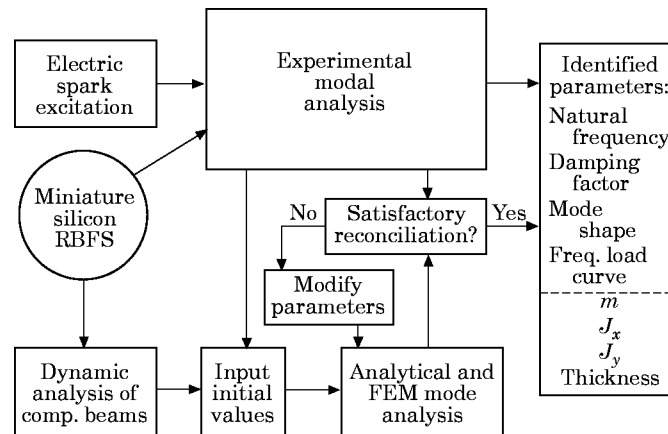 Electric
spark
excitation
Experimental
modal
analysis
Identified
parameters:
Natural
frequency
Damping
factor
Mode
shape
Freq. load
curve
m
J_x
J_y
Thickness
Miniature
silicon
RBFS
No
Satisfactory
reconciliation?
Yes
Modify
parameters
Dynamic
analysis of
comp. beams
Input
initial
values
Analytical and
FEM mode
analysis